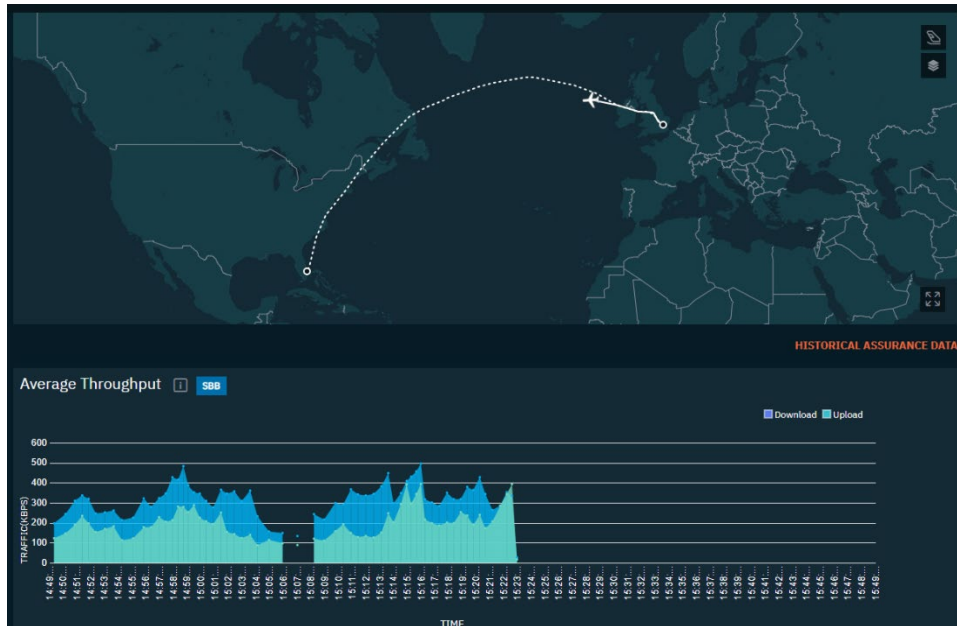 HISTORICAL ASSURANCE DATA
Average Throughput i SBB
Download Upload
600
500
400
300
200
100
0
TRAFFIC(KBPS)
14:49... 14:50... 14:51... 14:52... 14:53... 14:54... 14:55... 14:56... 14:57... 14:58... 14:59... 15:00... 15:01... 15:02... 15:03... 15:04... 15:05... 15:06... 15:07... 15:08... 15:09... 15:10... 15:11... 15:12... 15:13... 15:14... 15:15... 15:16... 15:17... 15:18... 15:19... 15:20... 15:21... 15:22... 15:23... 15:24... 15:25... 15:26... 15:27... 15:28... 15:29... 15:30... 15:31... 15:32... 15:33... 15:34... 15:35... 15:36... 15:37... 15:38... 15:39... 15:40... 15:41... 15:42... 15:43... 15:44... 15:45... 15:46... 15:47... 15:48... 15:49...
TIME